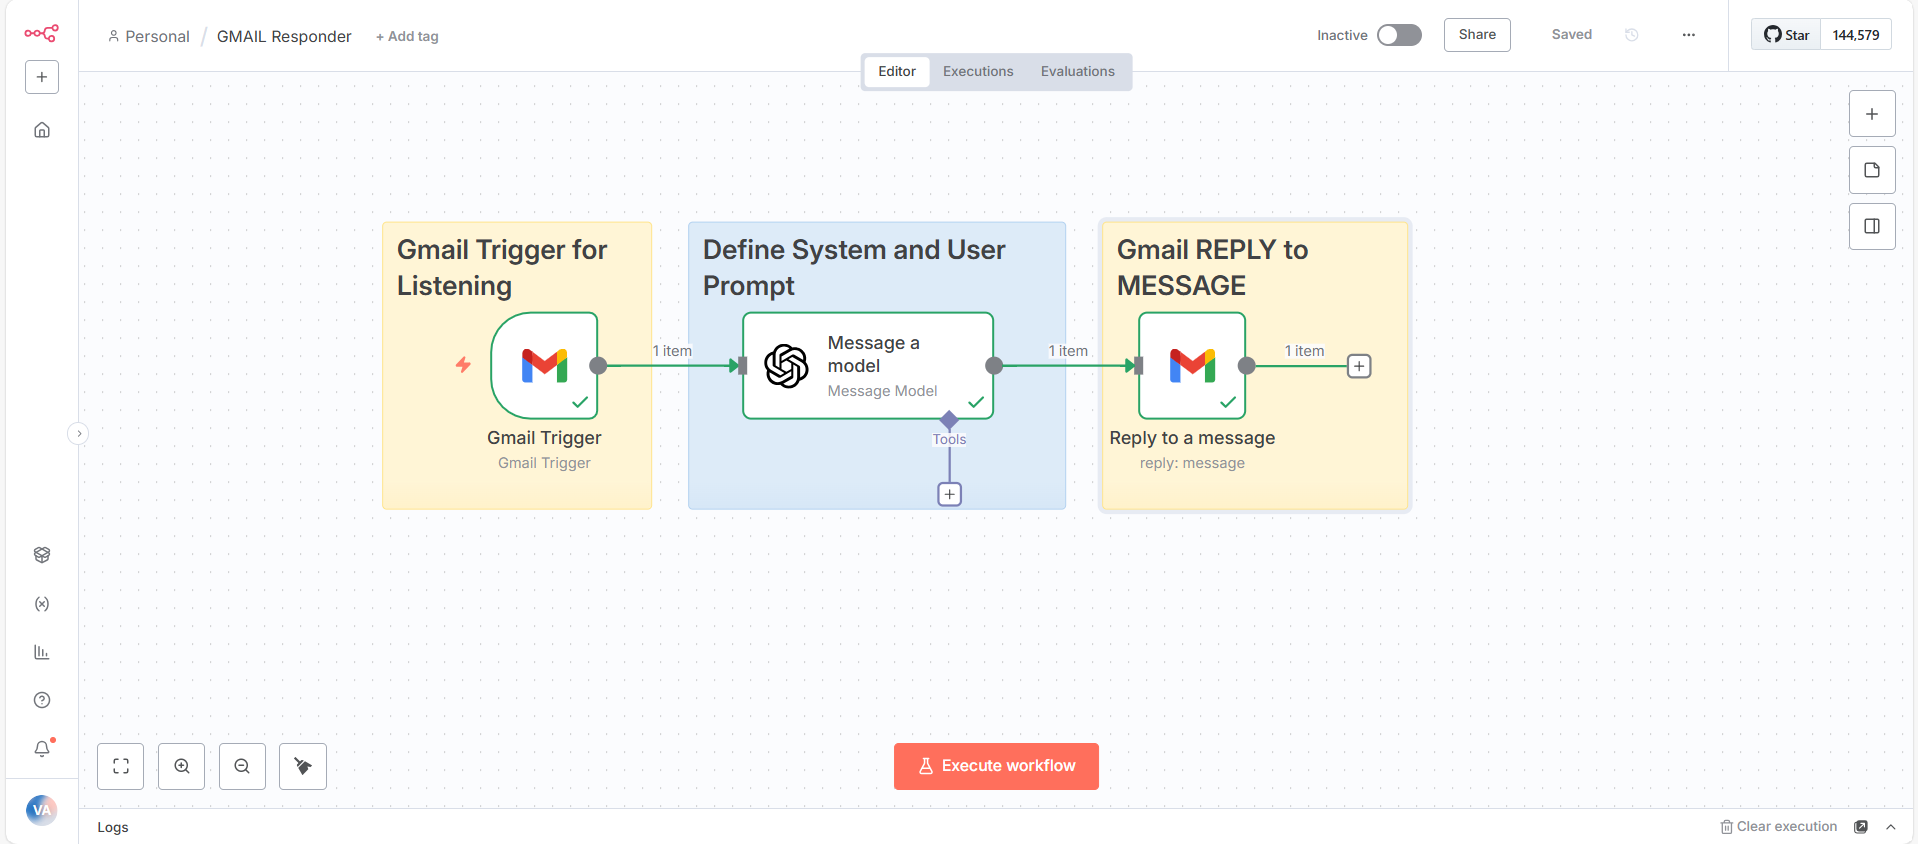 Personal / GMAIL Responder + Add tag
Inactive
Share
Saved
Star 144,579
Editor Executions Evaluations
Gmail Trigger for
Listening
Define System and User
Prompt
Gmail REPLY to
MESSAGE
1 item
Message a
model
Message Model
1 item
1 item
Gmail Trigger
Gmail Trigger
Tools
Reply to a message
reply: message
Execute workflow
VA
Logs
Clear execution